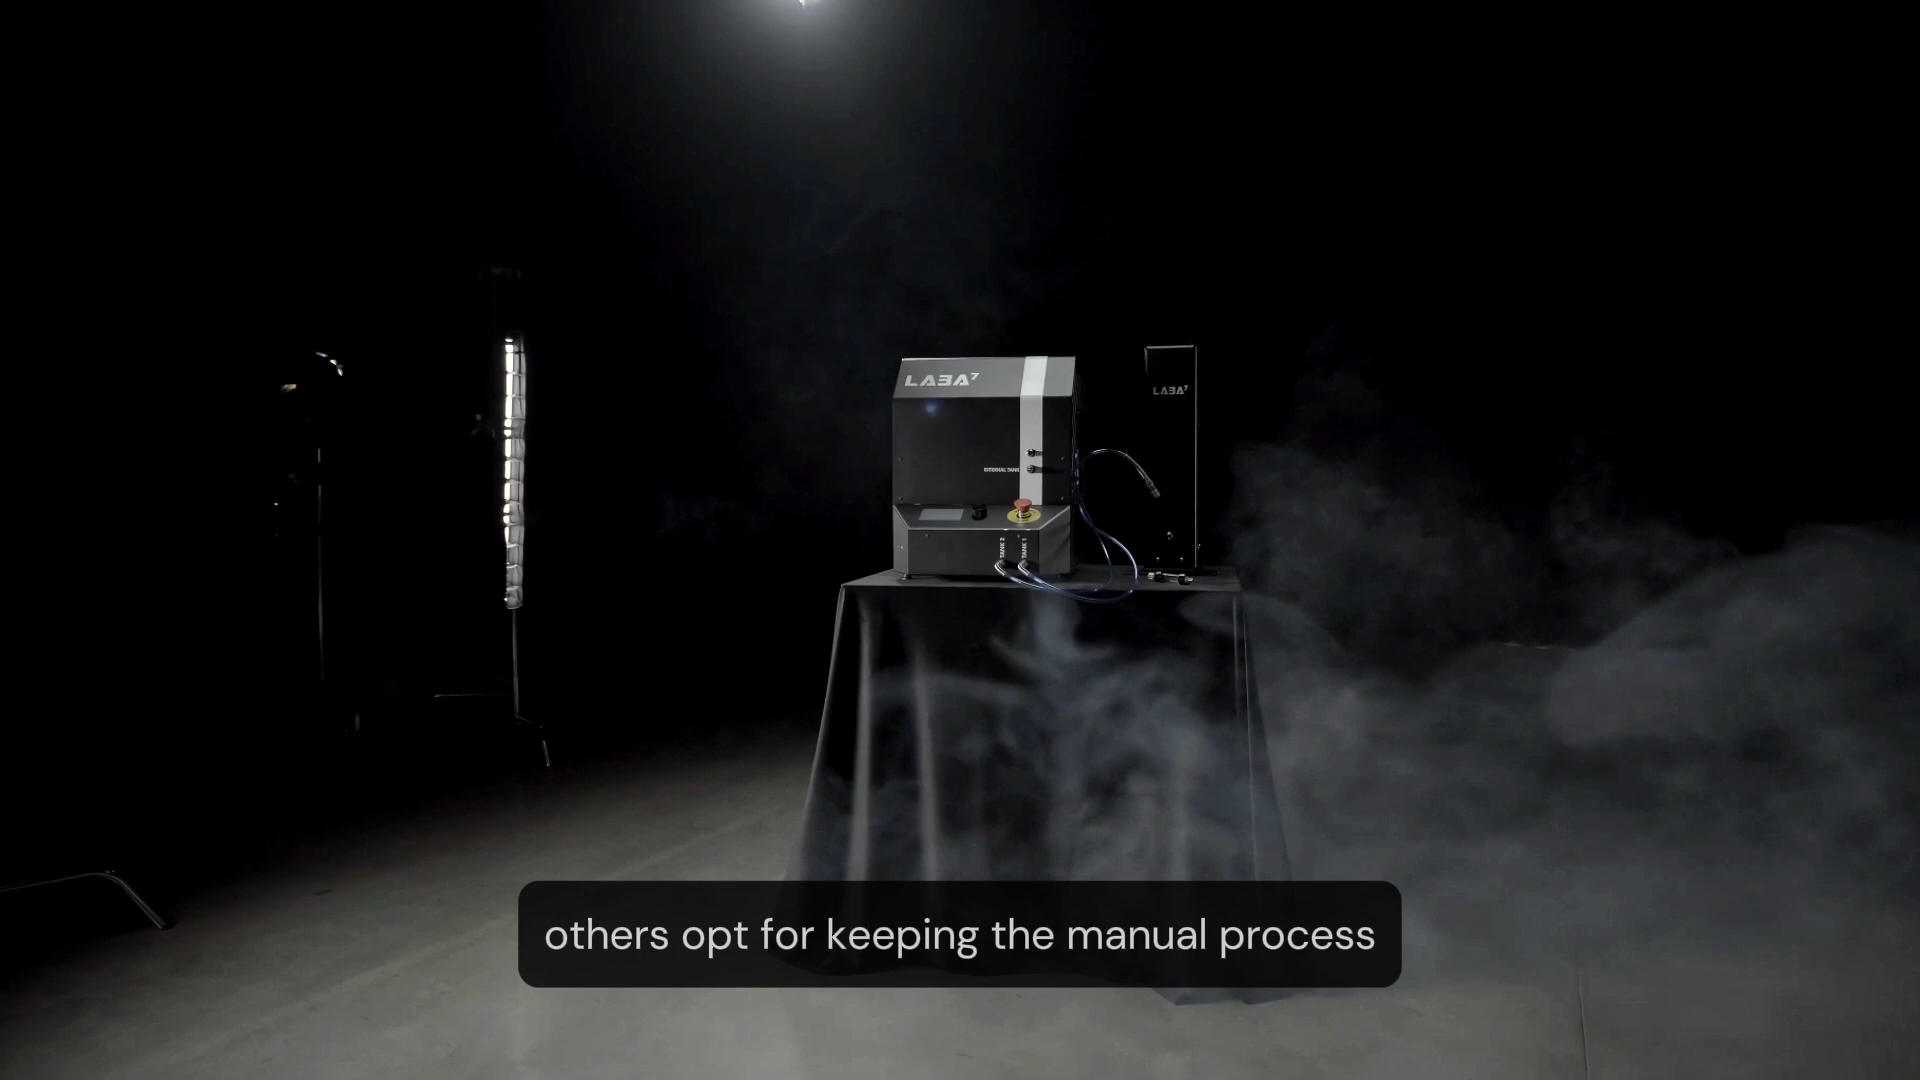 LABA7
LABA7
EXTERNAL TANK
TANK 2
TANK 1
others opt for keeping the manual process